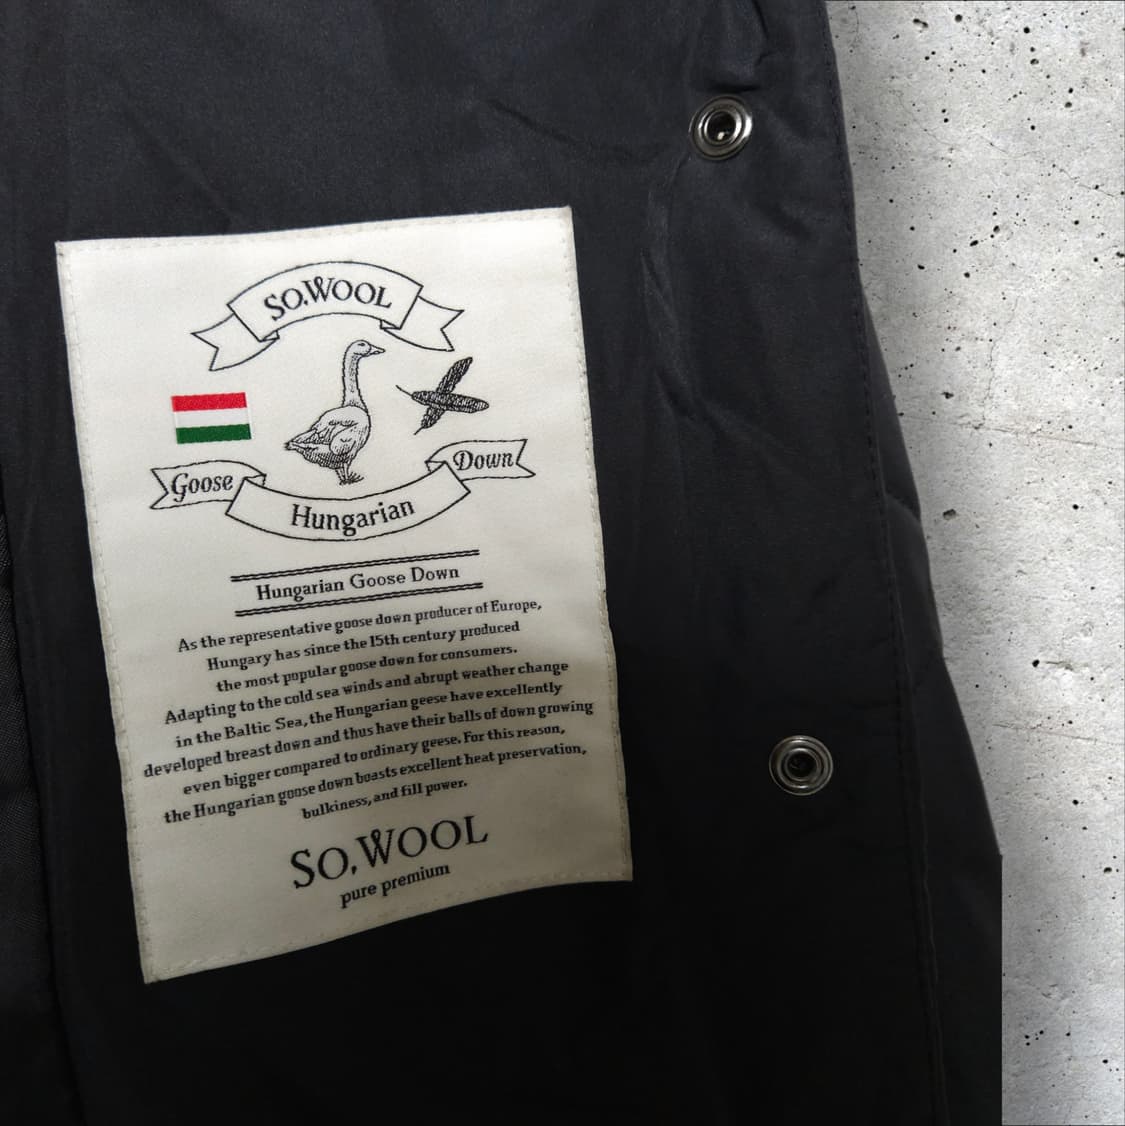 SO.WOOL
Goose
Down
Hungarian
Hungarian Goose Down
As the representative goose down producer of Europe,
Hungary has since the 15th century produced
the most popular goose down for consumers.
Adapting to the cold sea winds and abrupt weather change
in the Baltic Sea, the Hungarian geese have excellently
developed breast down and thus have their balls of down growing
even bigger compared to ordinary geese. For this reason,
the Hungarian goose down boasts excellent heat preservation,
bulkiness, and fill power.
SO,WOOL
pure premium